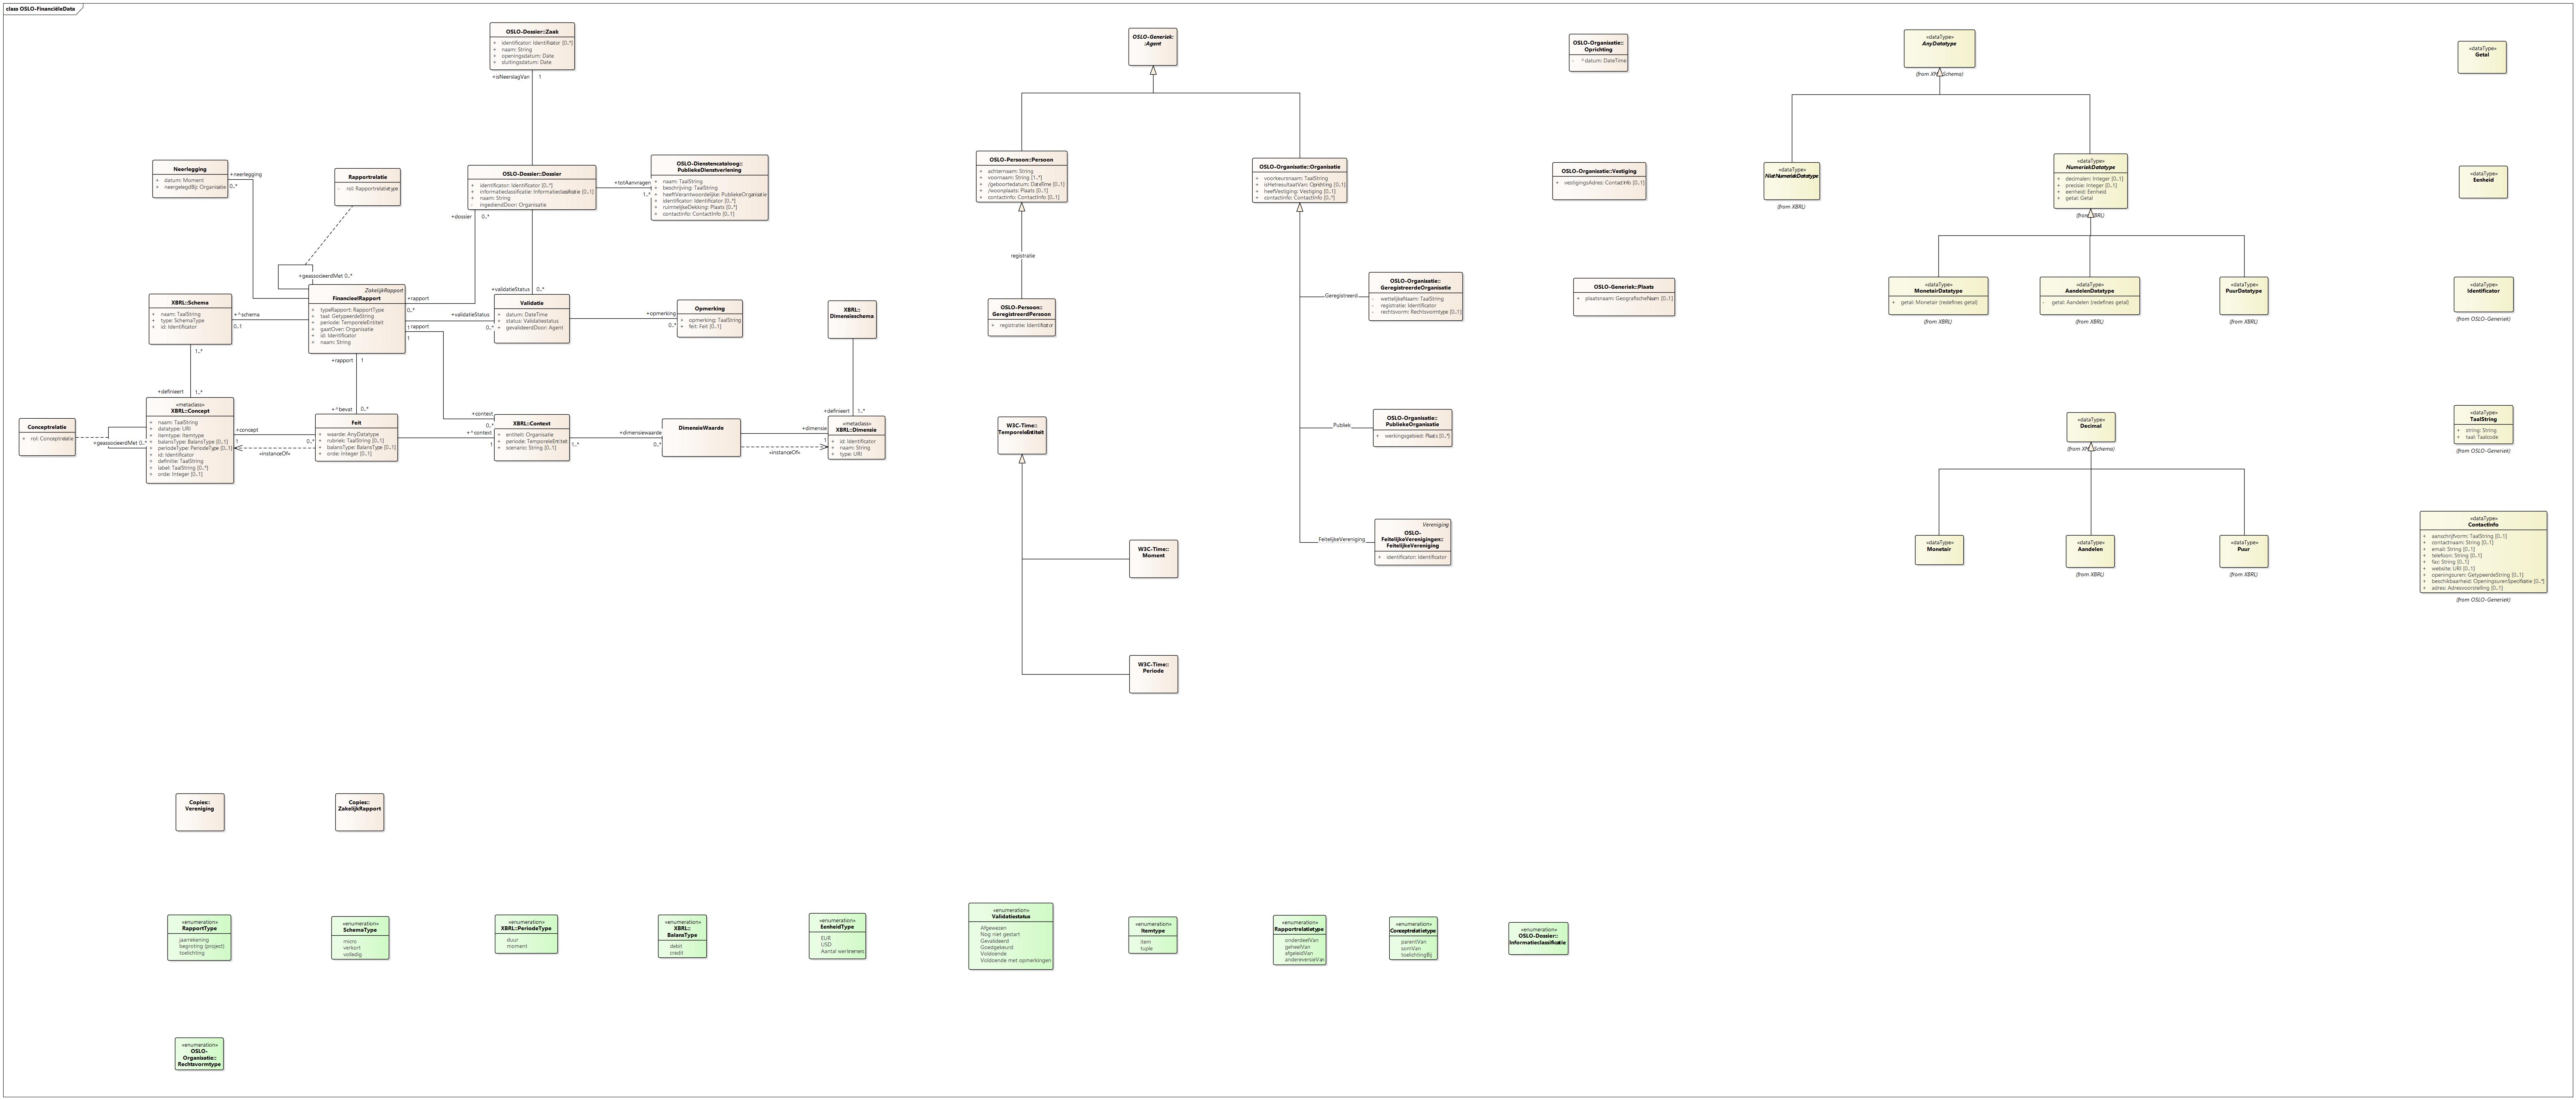 class OSLO-FinanciëleData
OSLO-Dossier::Zaak
+ identificator: Identificator [0..*]
+ naam: String
+ openingsdatum: Date
+ sluitingsdatum: Date
+isNeerslagVan 1
OSLO-Generiek:
:Agent
OSLO-Organisatie::
Oprichting
- ^datum: DateTime
«dataType»
AnyDatatype
(from XM Schema)
«dataType»
Getal
Neerlegging
+ datum: Moment
+ neergelegdBij: Organisatie
+neerlegging
0..*
Rapportrelatie
- rol: Rapportrelatietype
OSLO-Dossier::Dossier
+ identificator: Identificator [0..*]
+ informatieclassificatie: Informatieclassificatie [0..1]
+ naam: String
- ingediendDoor: Organisatie
+dossier 0..*
+totAanvragen
1..*
OSLO-Dienstencataloog::
PubliekeDienstverlening
+ naam: TaalString
+ beschrijving: TaalString
+ heeftVerantwoordelijke: PubliekeOrganisatie
+ identificator: Identificator [0..*]
+ ruimtelijkeDekking: Plaats [0..*]
+ contactinfo: ContactInfo [0..1]
OSLO-Persoon::Persoon
+ achternaam: String
+ voornaam: String [1..*]
+ /geboortedatum: DateTime [0..1]
+ /woonplaats: Plaats [0..1]
+ contactinfo: ContactInfo [0..1]
registratie
OSLO-Organisatie::Organisatie
+ voorkeursnaam: TaalString
+ isHetresultaatVan: Oprichting [0..1]
+ heefVestiging: Vestiging [0..1]
+ contactinfo: ContactInfo [0..*]
OSLO-Organisatie::Vestiging
+ vestigingsAdres: ContactInfo [0..1]
«dataType»
NietNumeriekDatatype
(from XBRL)
«dataType»
NumeriekDatatype
+ decimalen: Integer [0..1]
+ precisie: Integer [0..1]
+ eenheid: Eenheid
+ getal: Getal
(from XBRL)
«dataType»
Eenheid
+geassocieerdMet 0..*
XBRL::Schema
+ naam: TaalString
+ type: SchemaType
+ id: Identificator
+^schema
0..1
1..*
+definieert 1..*
ZakelijkRapport
FinancieelRapport
+ typeRapport: RapportType
+ taal: GetypeerdeString
+ periode: TemporeleEntiteit
+ gaatOver: Organisatie
+ id: Identificator
+ naam: String
+rapport
0..*
+validatieStatus
0..*
1 rapport
1
+rapport 1
+^bevat 0..*
+validatieStatus 0..*
Validatie
+ datum: DateTime
+ status: Validatiestatus
+ gevalideerdDoor: Agent
+opmerking
0..*
Opmerking
+ opmerking: TaalString
+ feit: Feit [0..1]
XBRL::
Dimensieschema
+definieert 1..*
OSLO-Persoon::
GeregistreerdPersoon
+ registratie: Identificator
Geregistreerd
OSLO-Organisatie::
GeregistreerdeOrganisatie
- wettelijkeNaam: TaalString
- registratie: Identificator
- rechtsvorm: Rechtsvormtype [0..1]
OSLO-Generiek::Plaats
+ plaatsnaam: GeografischeNaam [0..1]
«dataType»
MonetairDatatype
+ getal: Monetair {redefines getal}
(from XBRL)
«dataType»
AandelenDatatype
- getal: Aandelen {redefines getal}
(from XBRL)
«dataType»
PuurDatatype
(from XBRL)
«dataType»
Identificator
(from OSLO-Generiek)
Conceptrelatie
+ rol: Conceptrelatie
+geassocieerdMet 0..*
«metaclass»
XBRL::Concept
+ naam: TaalString
+ datatype: URI
+ itemtype: Itemtype
+ balansType: BalansType [0..1]
+ periodeType: PeriodeType [0..1]
+ id: Identificator
+ definitie: TaalString
+ label: TaalString [0..*]
+ orde: Integer [0..1]
+concept
1
0..*
«instanceOf»
Feit
+ waarde: AnyDatatype
+ rubriek: TaalString [0..1]
+ balansType: BalansType [0..1]
+ orde: Integer [0..1]
+context
0..*
+^context
1
XBRL::Context
+ entiteit: Organisatie
+ periode: TemporeleEntiteit
+ scenario: String [0..1]
1..*
+dimensiewaarde
0..*
DimensieWaarde
+dimensie
1
«instanceOf»
«metaclass»
XBRL::Dimensie
+ id: Identificator
+ naam: String
+ type: URI
W3C-Time::
TemporeleEntiteit
Publiek
OSLO-Organisatie::
PubliekeOrganisatie
+ werkingsgebied: Plaats [0..*]
«dataType»
Decimal
(from XM Schema)
«dataType»
TaalString
+ string: String
+ taal: Taalcode
(from OSLO-Generiek)
W3C-Time::
Moment
FeitelijkeVereniging
Vereniging
OSLO-
FeitelijkeVerenigingen::
FeitelijkeVereniging
+ identificator: Identificator
«dataType»
Monetair
«dataType»
Aandelen
(from XBRL)
«dataType»
Puur
(from XBRL)
«dataType»
ContactInfo
+ aanschrijfvorm: TaalString [0..1]
+ contactnaam: String [0..1]
+ email: String [0..1]
+ telefoon: String [0..1]
+ fax: String [0..1]
+ website: URI [0..1]
+ openingsuren: GetypeerdeString [0..1]
+ beschikbaarheid: OpeningsurenSpecificatie [0..*]
+ adres: Adresvoorstelling [0..1]
(from OSLO-Generiek)
W3C-Time::
Periode
Copies::
Vereniging
Copies::
ZakelijkRapport
«enumeration»
RapportType
jaarrekening
begroting (project)
toelichting
«enumeration»
SchemaType
micro
verkort
volledig
«enumeration»
XBRL::PeriodeType
duur
moment
«enumeration»
XBRL::
BalansType
debit
credit
«enumeration»
EenheidType
EUR
USD
Aantal werknemers
«enumeration»
Validatiestatus
Afgewezen
Nog niet gestart
Gevalideerd
Goedgekeurd
Voldoende
Voldoende met opmerkingen
«enumeration»
Itemtype
item
tuple
«enumeration»
Rapportrelatietype
onderdeelVan
geheelVan
afgeleidVan
andereversieVan
«enumeration»
Conceptrelatietype
parentVan
somVan
toelichtingBij
«enumeration»
OSLO-Dossier::
Informatieclassificatie
«enumeration»
OSLO-
Organisatie::
Rechtsvormtype